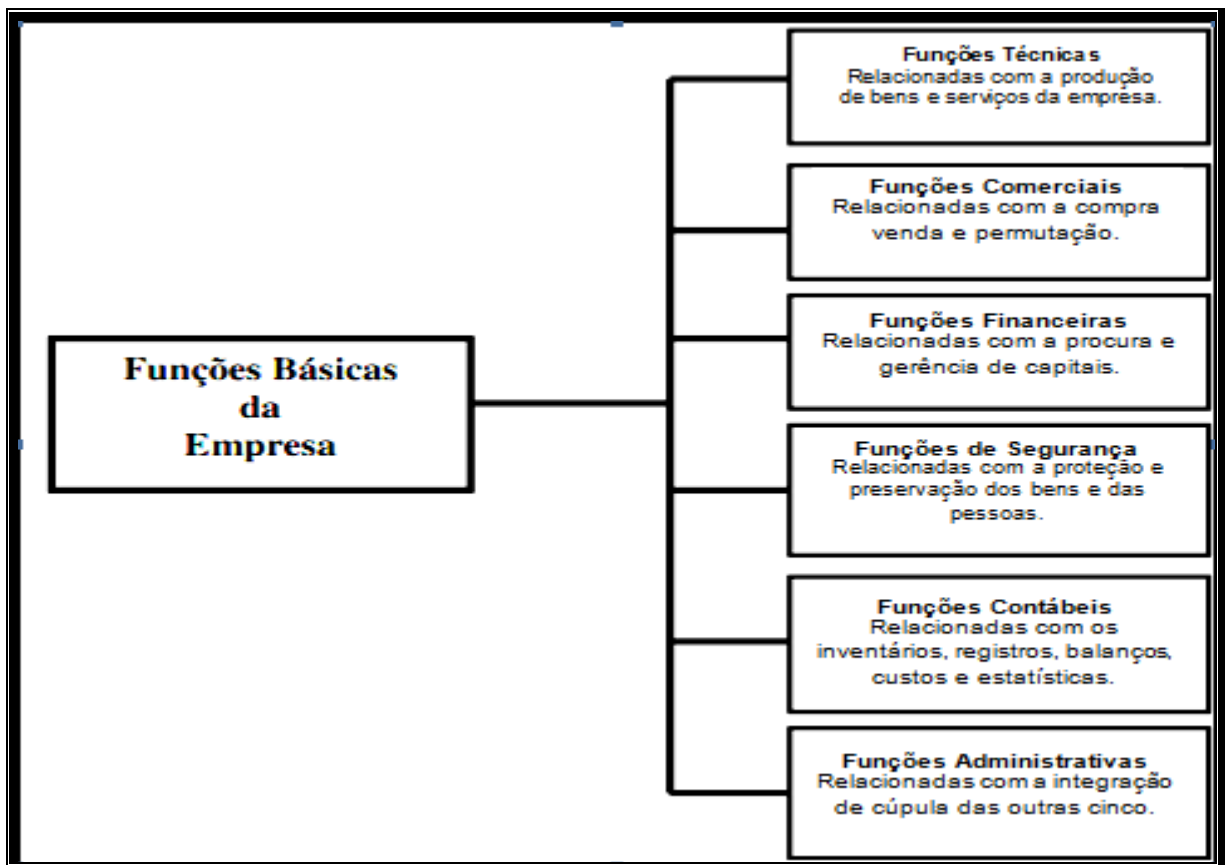 Funções Básicas
da
Empresa
Funções Técnicas
Relacionadas com a produção
de bens e serviços da empresa.
Funções Comerciais
Relacionadas com a compra
venda e permutação.
Funções Financeiras
Relacionadas com a procura e
gerência de capitais.
Funções de Segurança
Relacionadas com a proteção e
preservação dos bens e das
pessoas.
Funções Contábeis
Relacionadas com os
inventários, registros, balanços,
custos e estatísticas.
Funções Administrativas
Relacionadas com a integração
de cúpula das outras cinco.